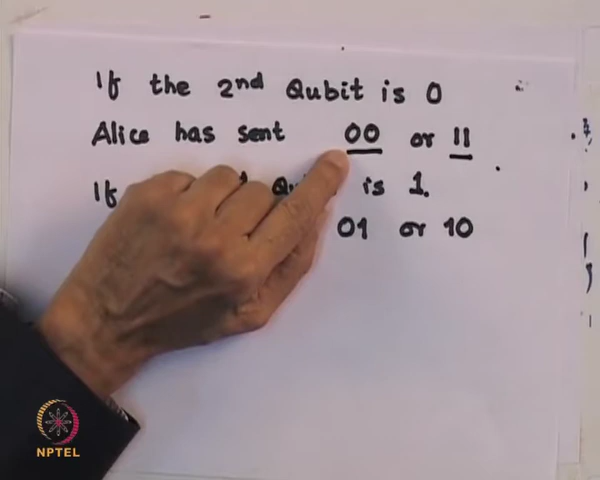 If the 2nd Qubit is 0
Alice has sent 00 or 11
If is 1.
01 or 10
NPTEL